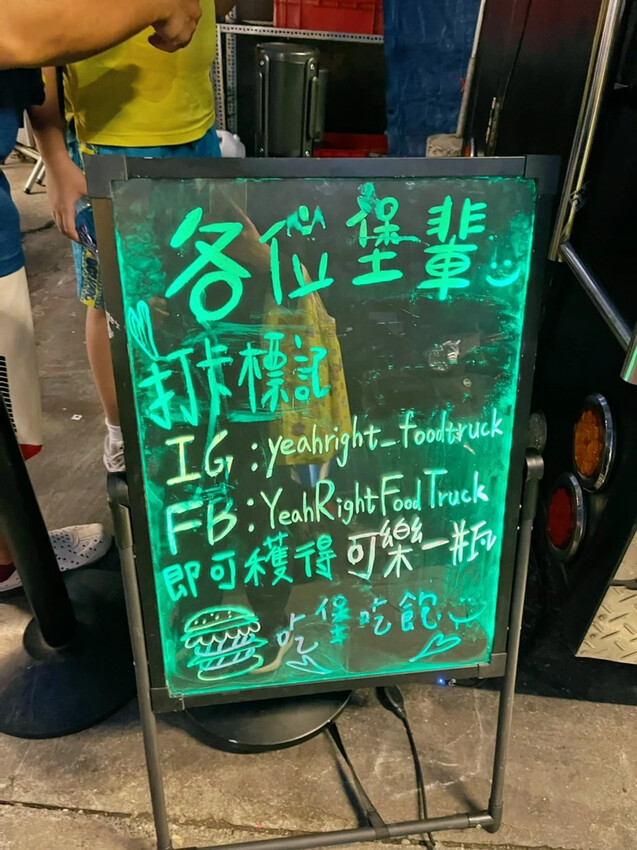 各位堡輩
打卡標記
IG:yeahright_foodtruck
FB:YeahRightFoodTruck
即可獲得可樂一瓶
吃堡吃飽